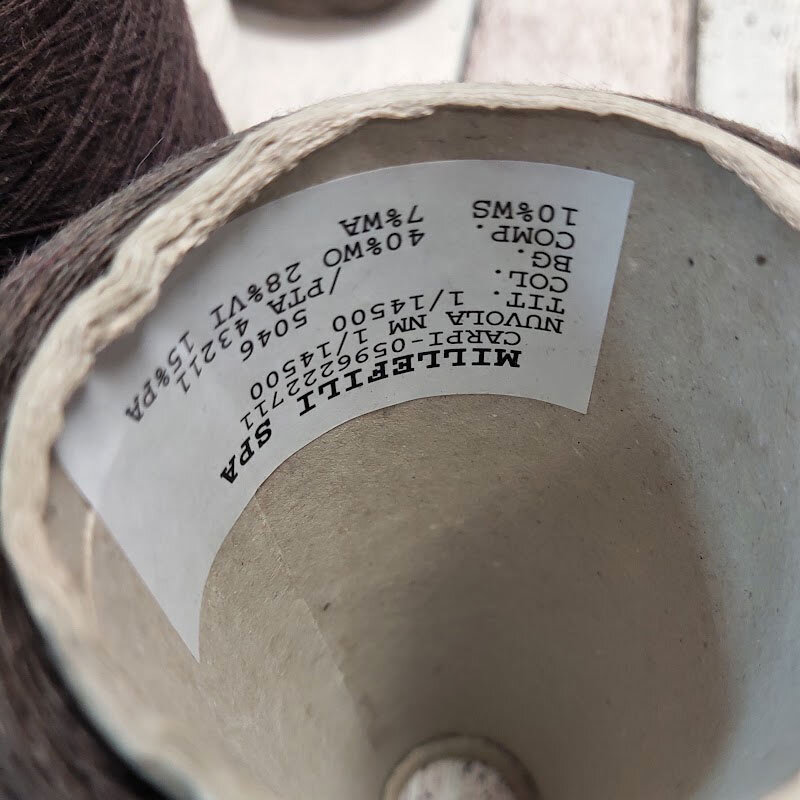 MILLEFILI SPA
CARPI-0596222711
NUVOLA NM 1/14500
TIT. 1/14500
COL. 5046 43211
BG. /PTA
COMP. 40%WO 28%VI 15%PA
10%WS 7%WA